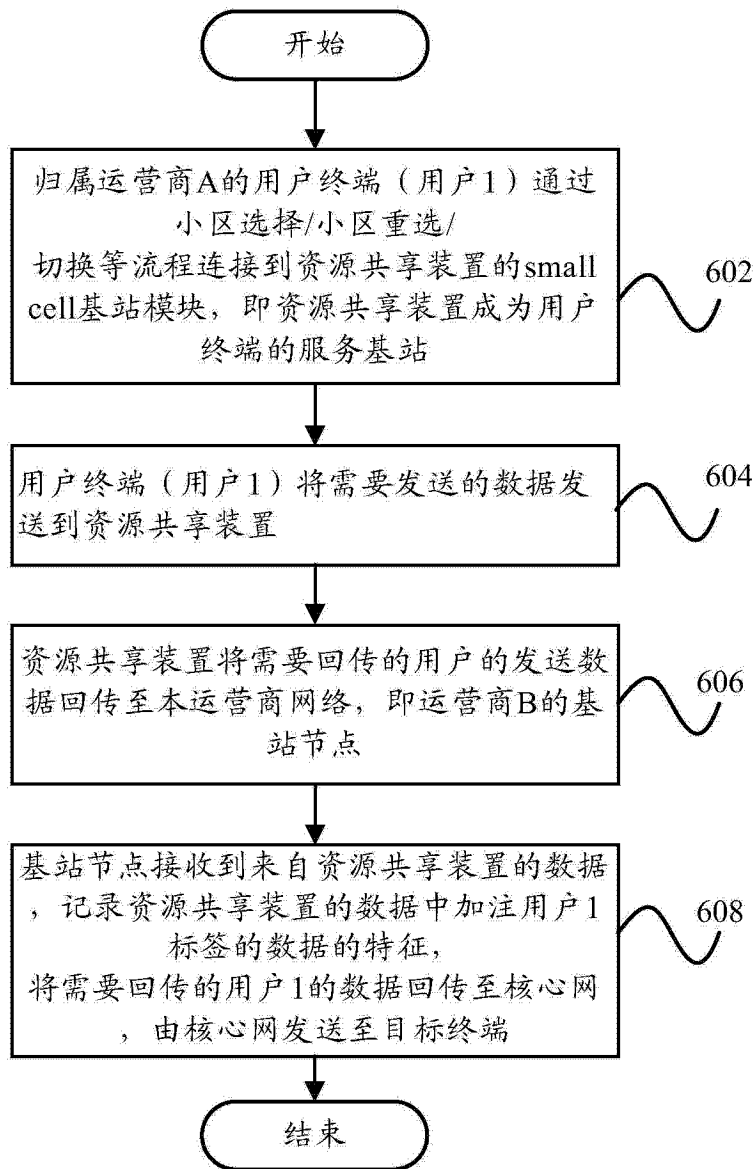 开始
归属运营商A的用户终端（用户1）通过
小区选择/小区重选/
切换等流程连接到资源共享装置的small
cell基站模块，即资源共享装置成为用户
终端的服务基站
602
用户终端（用户1）将需要发送的数据发
送到资源共享装置
604
资源共享装置将需要回传的用户的发送数
据回传至本运营商网络，即运营商B的基
站节点
606
基站节点接收到来自资源共享装置的数据
，记录资源共享装置的数据中加注用户1
标签的数据的特征，
将需要回传的用户1的数据回传至核心网
，由核心网发送至目标终端
608
结束